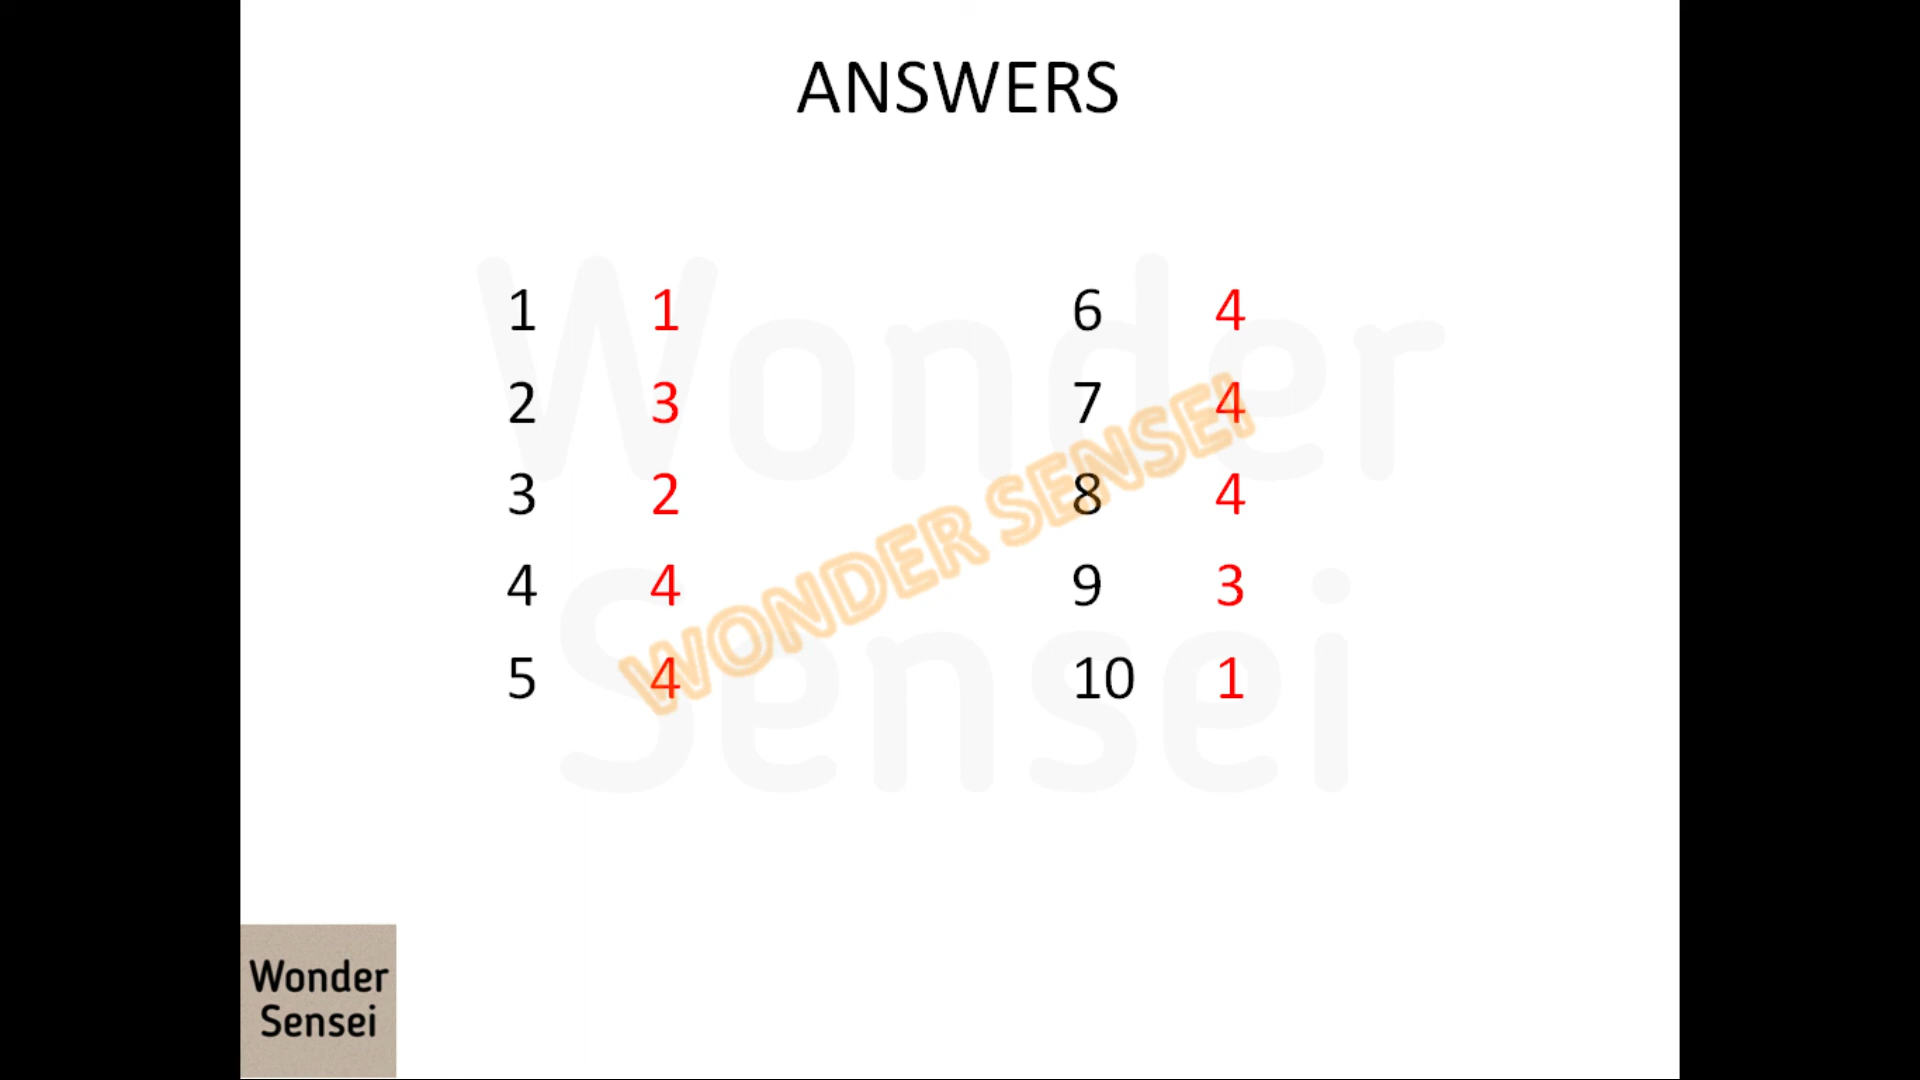 ANSWERS
1 1
2 3
3 2
4 4
5 4
6 4
7 4
8 4
9 3
10 1
WONDER SENSEI
Wonder
Sensei
Wonder
Sensei